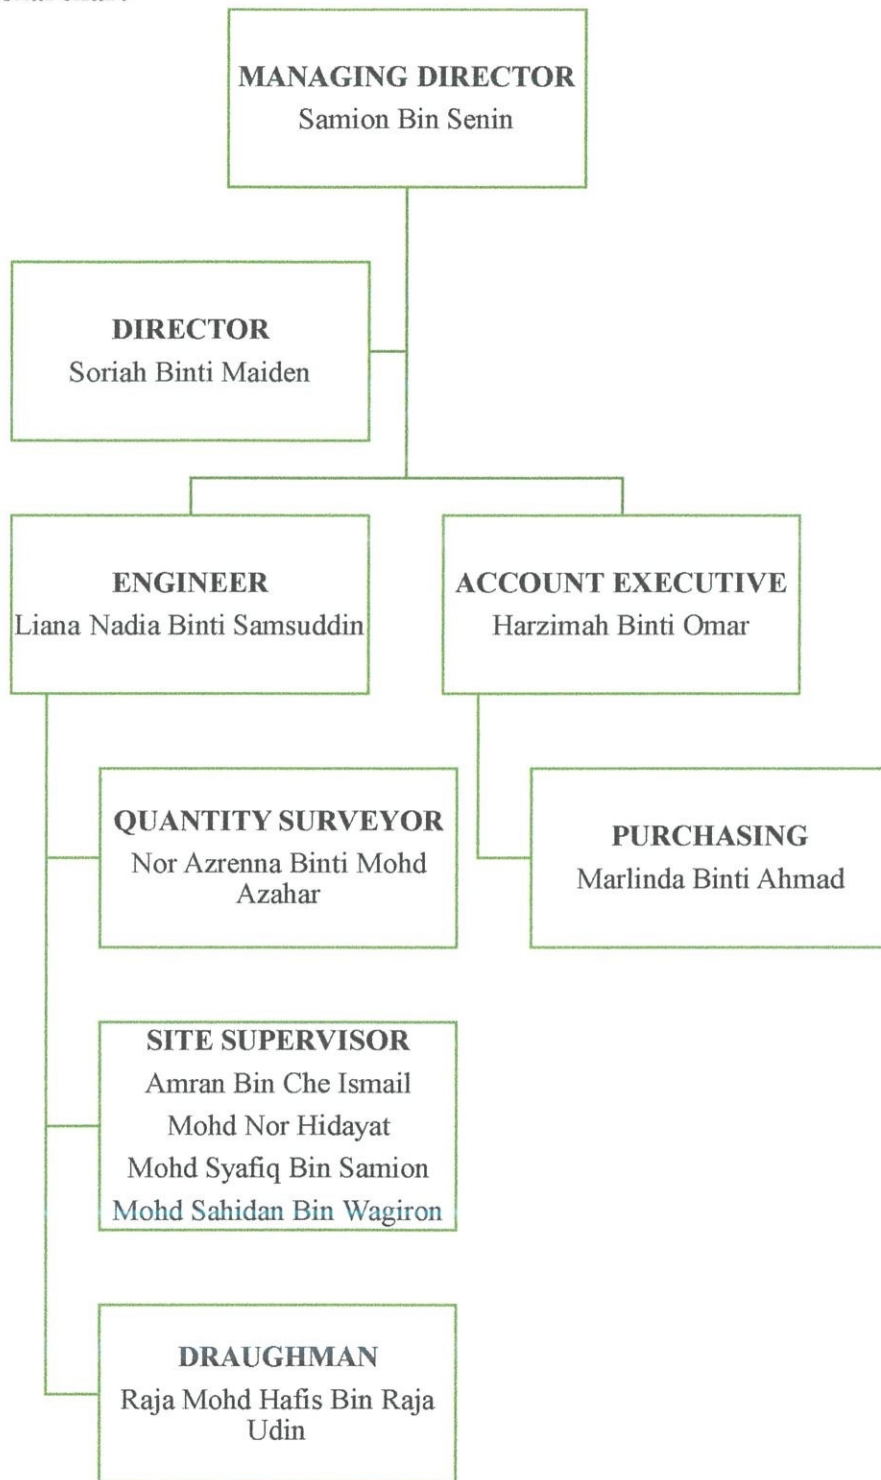 MANAGING DIRECTOR
Samion Bin Senin
DIRECTOR
Soriah Binti Maiden
ENGINEER
Liana Nadia Binti Samsuddin
ACCOUNT EXECUTIVE
Harzimah Binti Omar
QUANTITY SURVEYOR
Nor Azrenna Binti Mohd
Azahar
PURCHASING
Marlinda Binti Ahmad
SITE SUPERVISOR
Amran Bin Che Ismail
Mohd Nor Hidayat
Mohd Syafiq Bin Samion
Mohd Sahidan Bin Wagiron
DRAUGHMAN
Raja Mohd Hafis Bin Raja
Udin